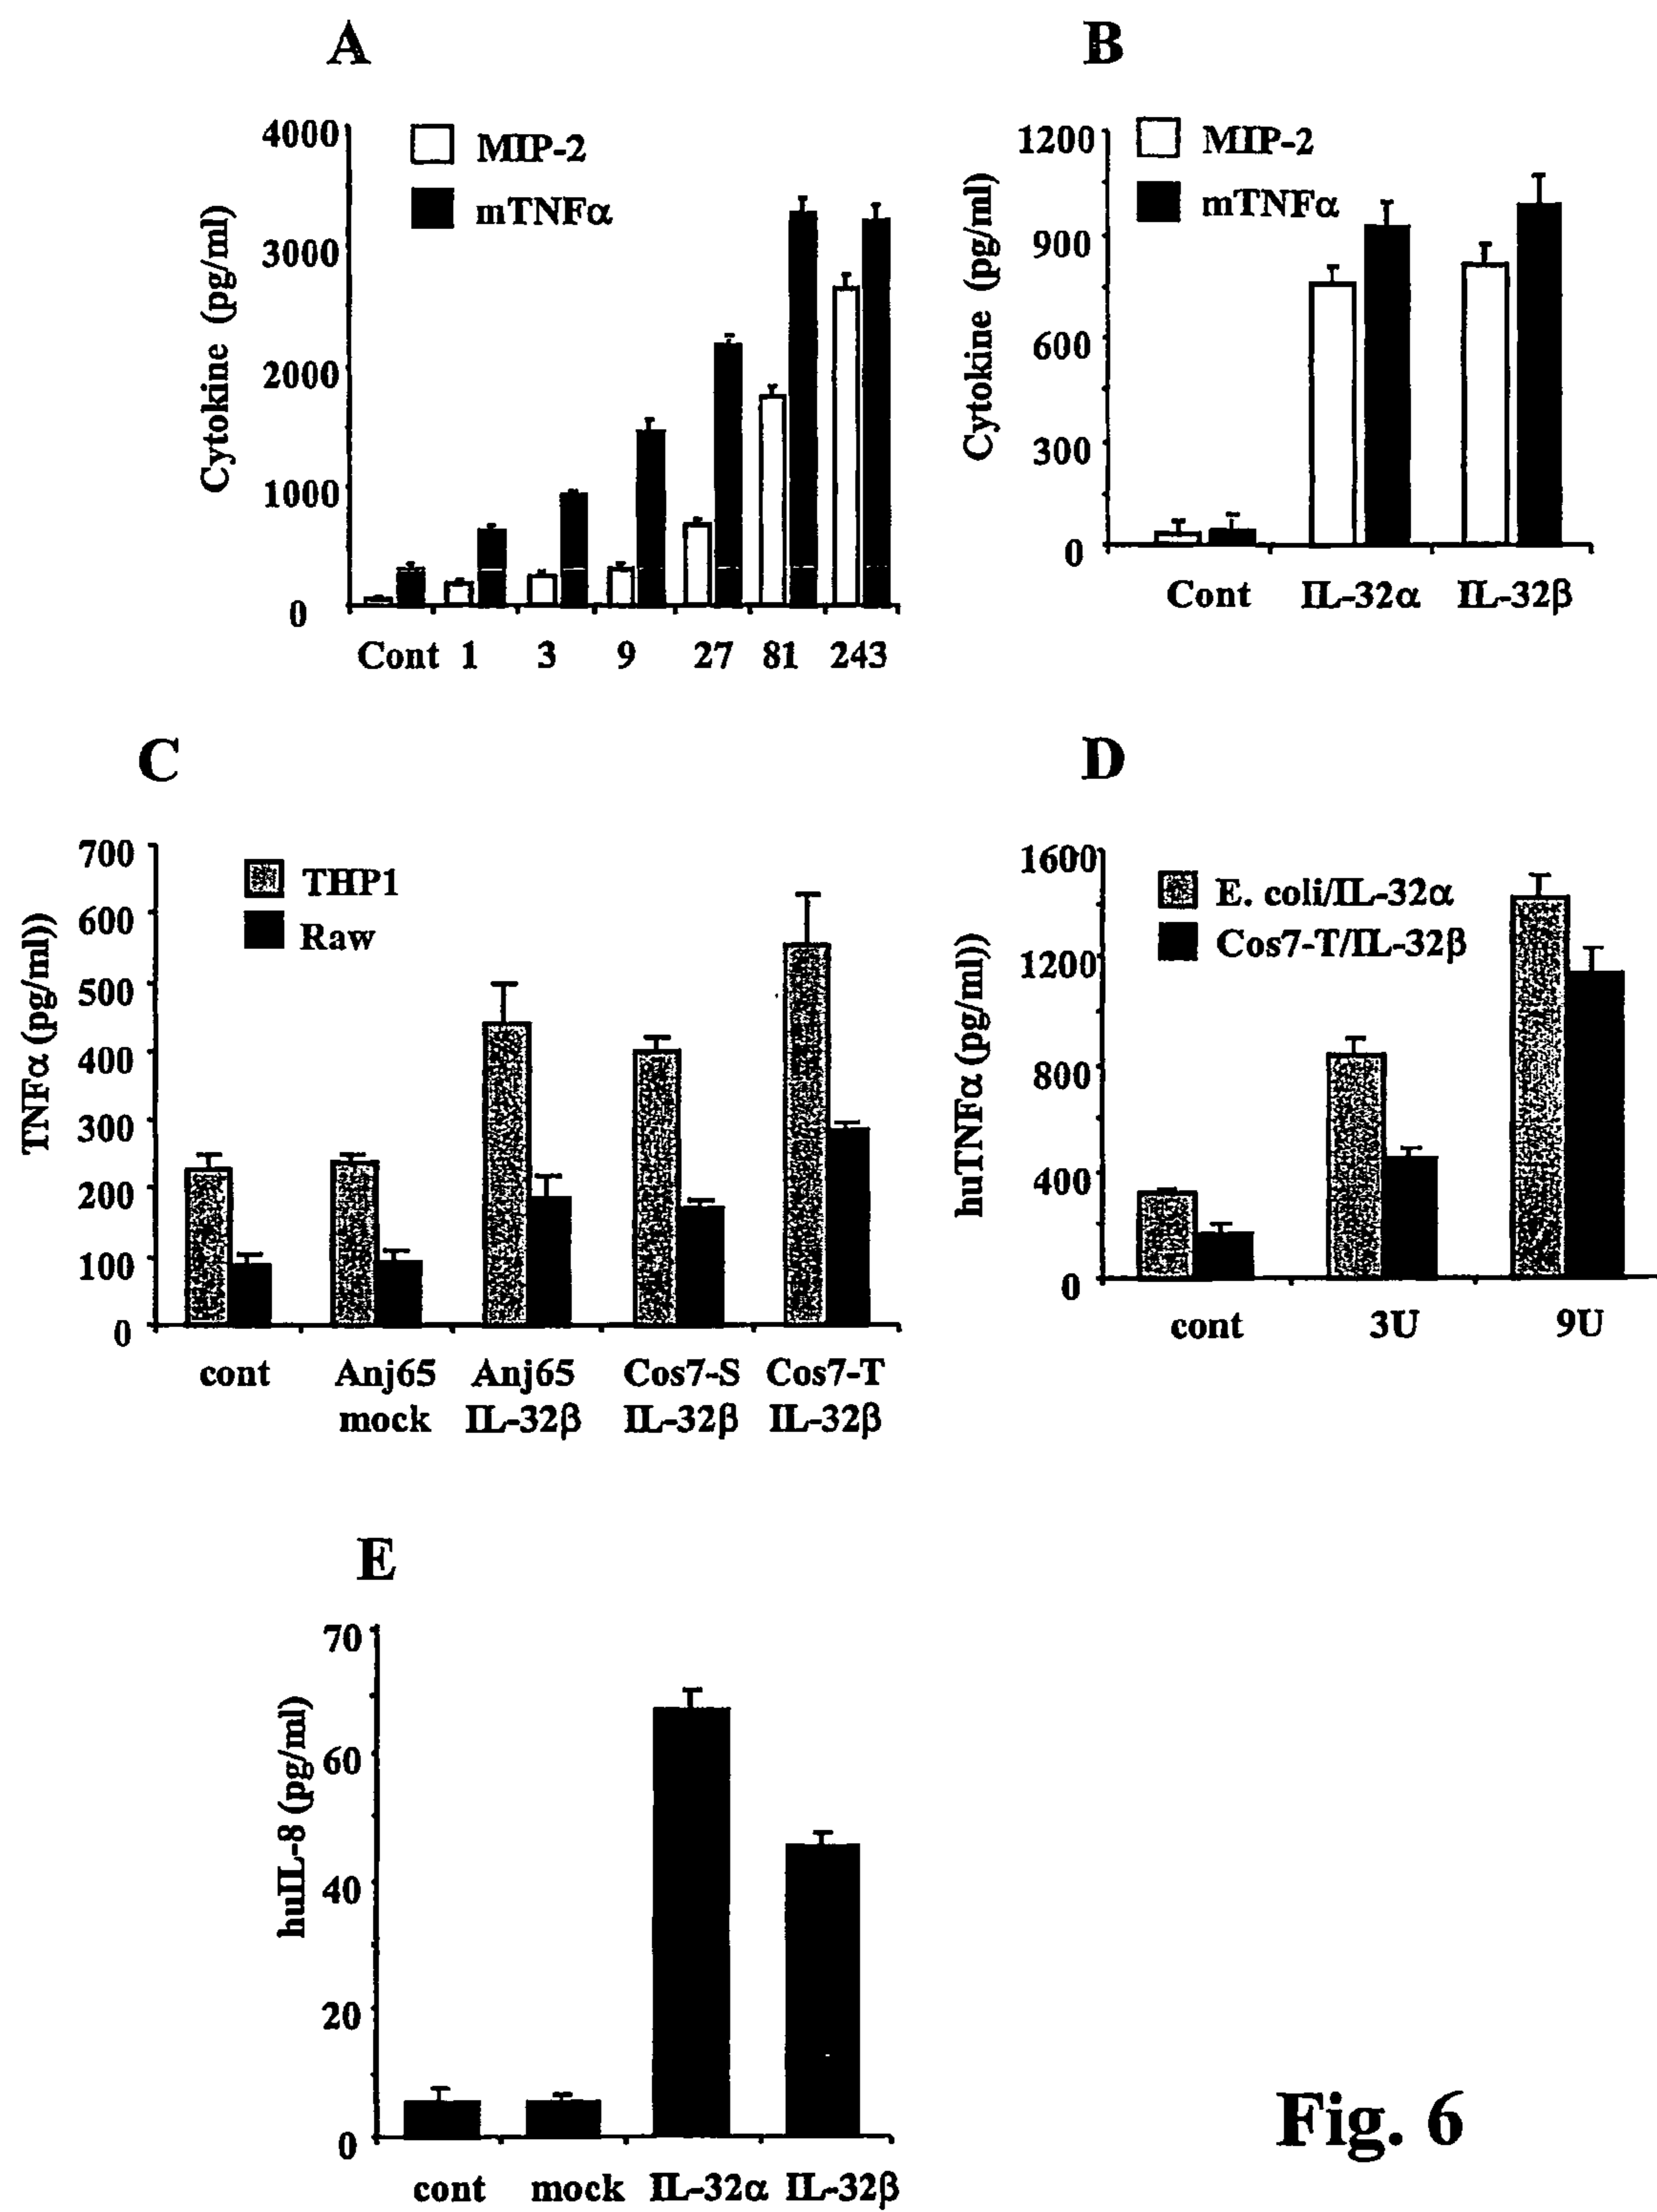 A
4000
3000
2000
1000
0
Cytokine (pg/ml)
MIP-2
mTNFα
Cont 1 3 9 27 81 243
B
1200
900
600
300
0
Cytokine (pg/ml)
MIP-2
mTNFα
Cont IL-32α IL-32β
C
700
600
500
400
300
200
100
0
TNFα (pg/ml))
THP1
Raw
cont Anj65 Anj65 Cos7-S Cos7-T
mock IL-32β IL-32β IL-32β
D
1600
1200
800
400
0
huTNFα (pg/ml))
E. coli/IL-32α
Cos7-T/IL-32β
cont 3U 9U
E
70
60
40
20
0
huIL-8 (pg/ml)
cont mock IL-32α IL-32β
Fig. 6